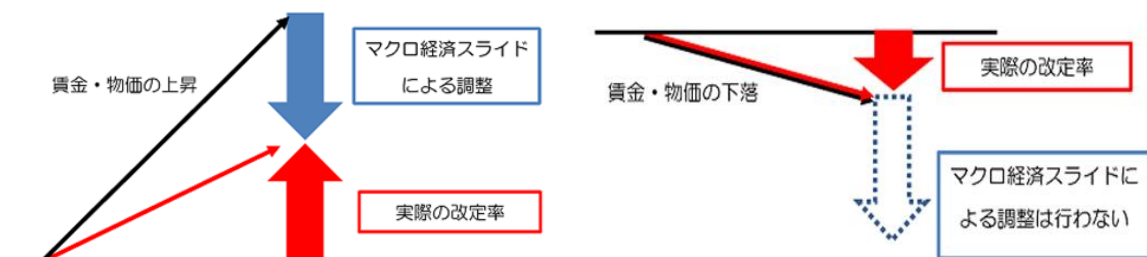 マクロ経済スライド
による調整
賃金・物価の上昇
実際の改定率
実際の改定率
賃金・物価の下落
マクロ経済スライドに
よる調整は行わない